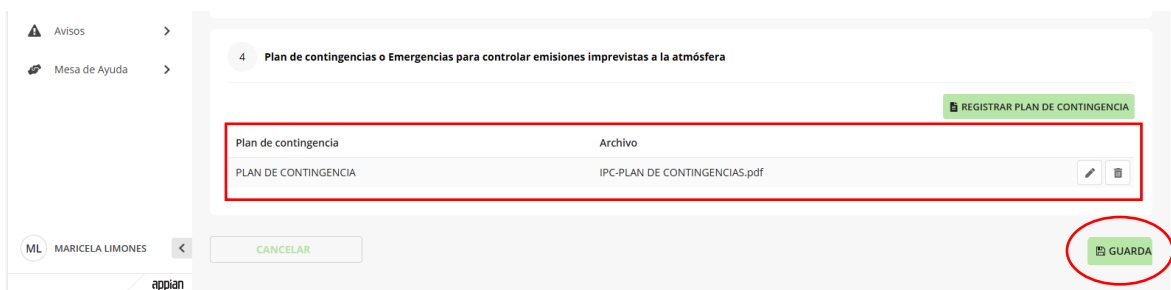 Avisos
Mesa de Ayuda
4 Plan de contingencias o Emergencias para controlar emisiones imprevistas a la atmósfera
REGISTRAR PLAN DE CONTINGENCIA
Plan de contingencia Archivo
PLAN DE CONTINGENCIA IPC-PLAN DE CONTINGENCIAS.pdf
ML MARICELA LIMONES
CANCELAR
GUARDA
appian